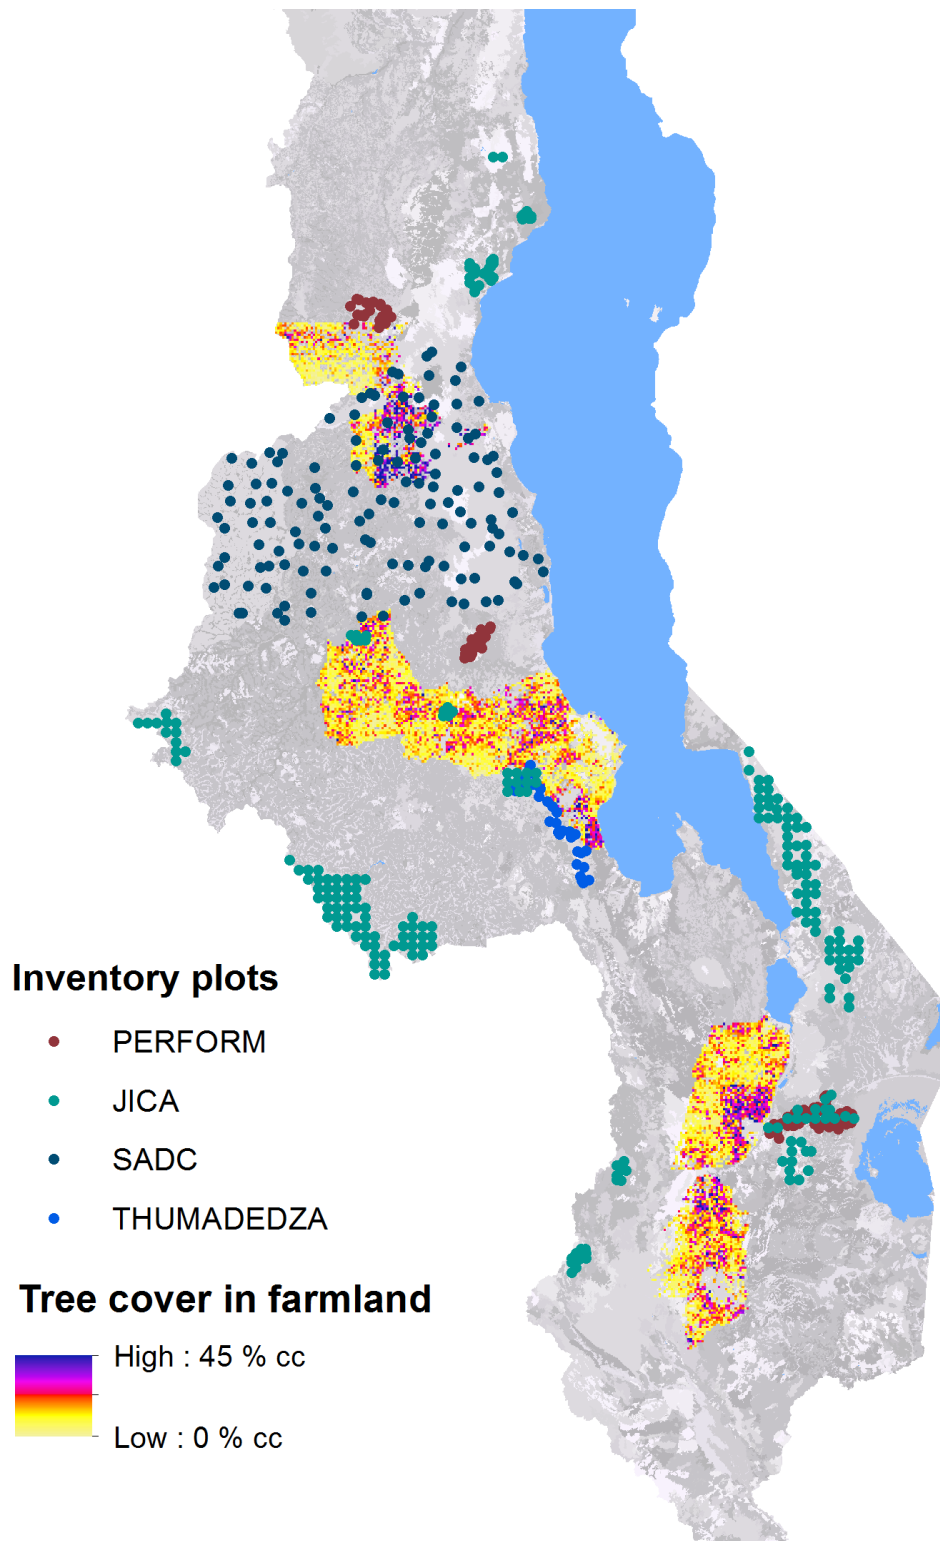 Inventory plots
PERFORM
JICA
SADC
THUMADEDZA
Tree cover in farmland
High : 45 % cc
Low : 0 % cc